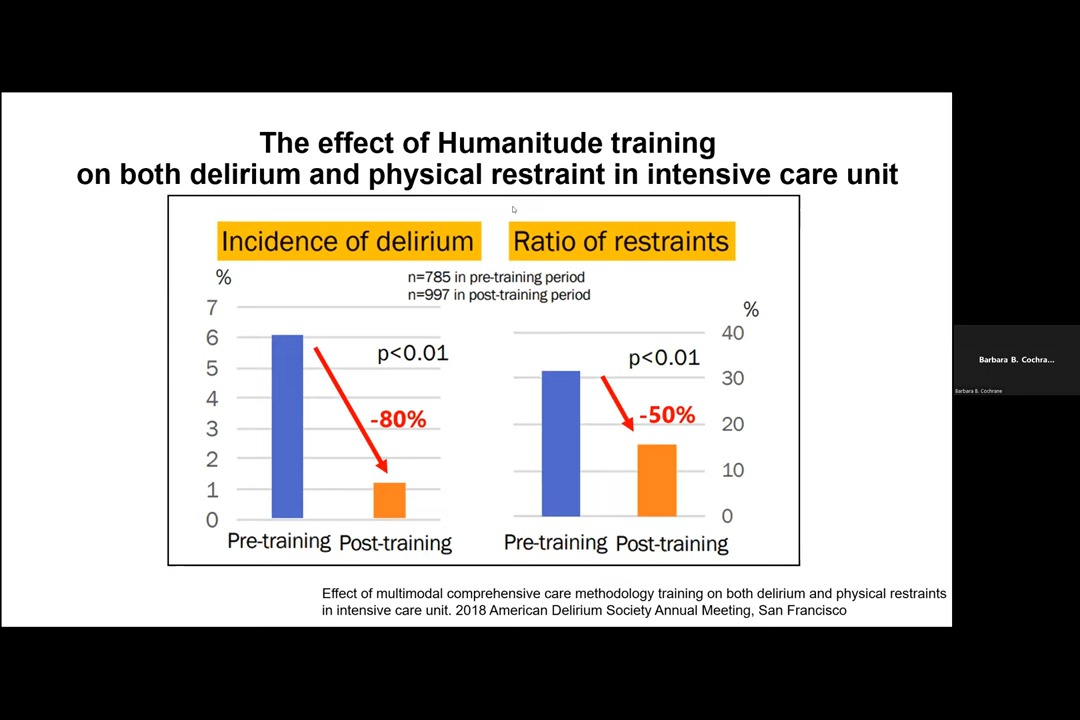 The effect of Humanitude training
on both delirium and physical restraint in intensive care unit
Incidence of delirium
Ratio of restraints
n=785 in pre-training period
n=997 in post-training period
%
7
6
5
4
3
2
1
0
p<0.01
-80%
Pre-training Post-training
%
40
30
20
10
0
p<0.01
-50%
Pre-training Post-training
Effect of multimodal comprehensive care methodology training on both delirium and physical restraints
in intensive care unit. 2018 American Delirium Society Annual Meeting, San Francisco
Barbara B. Cochra...
Barbara B. Cochrane